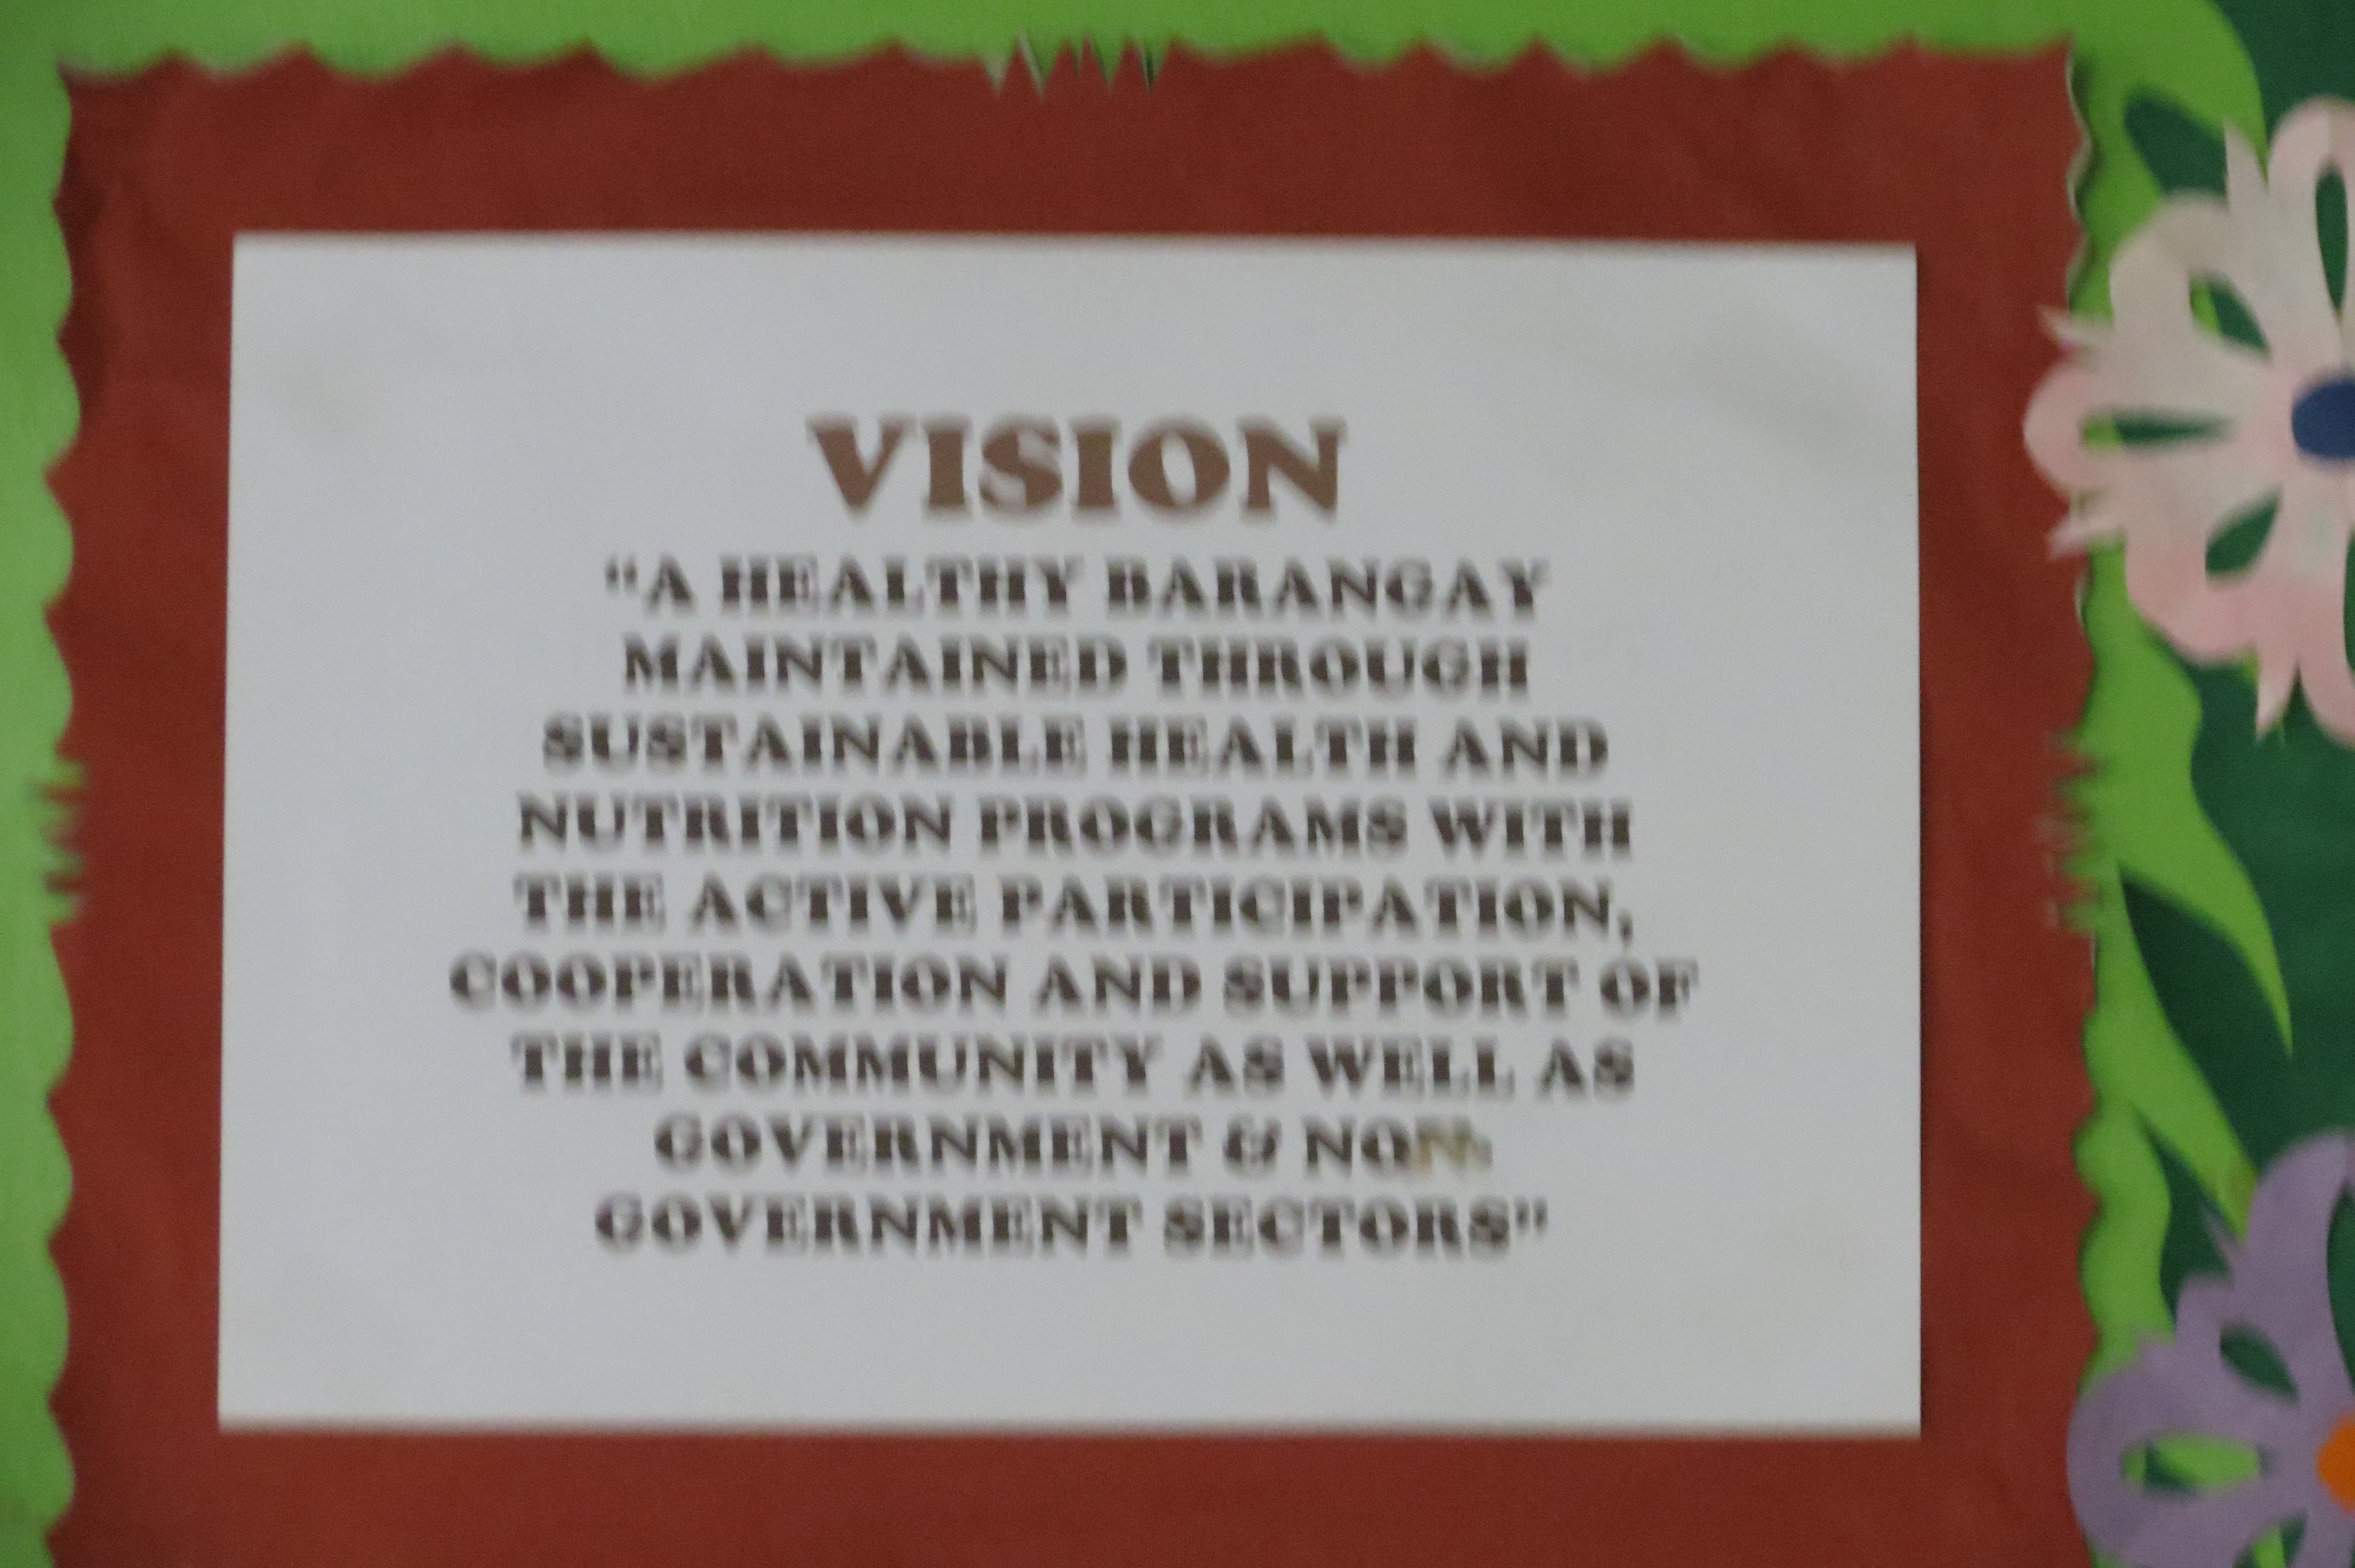 VISION
“A HEALTHY BARANGAY
MAINTAINED THROUGH
SUSTAINABLE HEALTH AND
NUTRITION PROGRAMS WITH
THE ACTIVE PARTICIPATION,
COOPERATION AND SUPPORT OF
THE COMMUNITY AS WELL AS
GOVERNMENT & NON-
GOVERNMENT SECTORS”